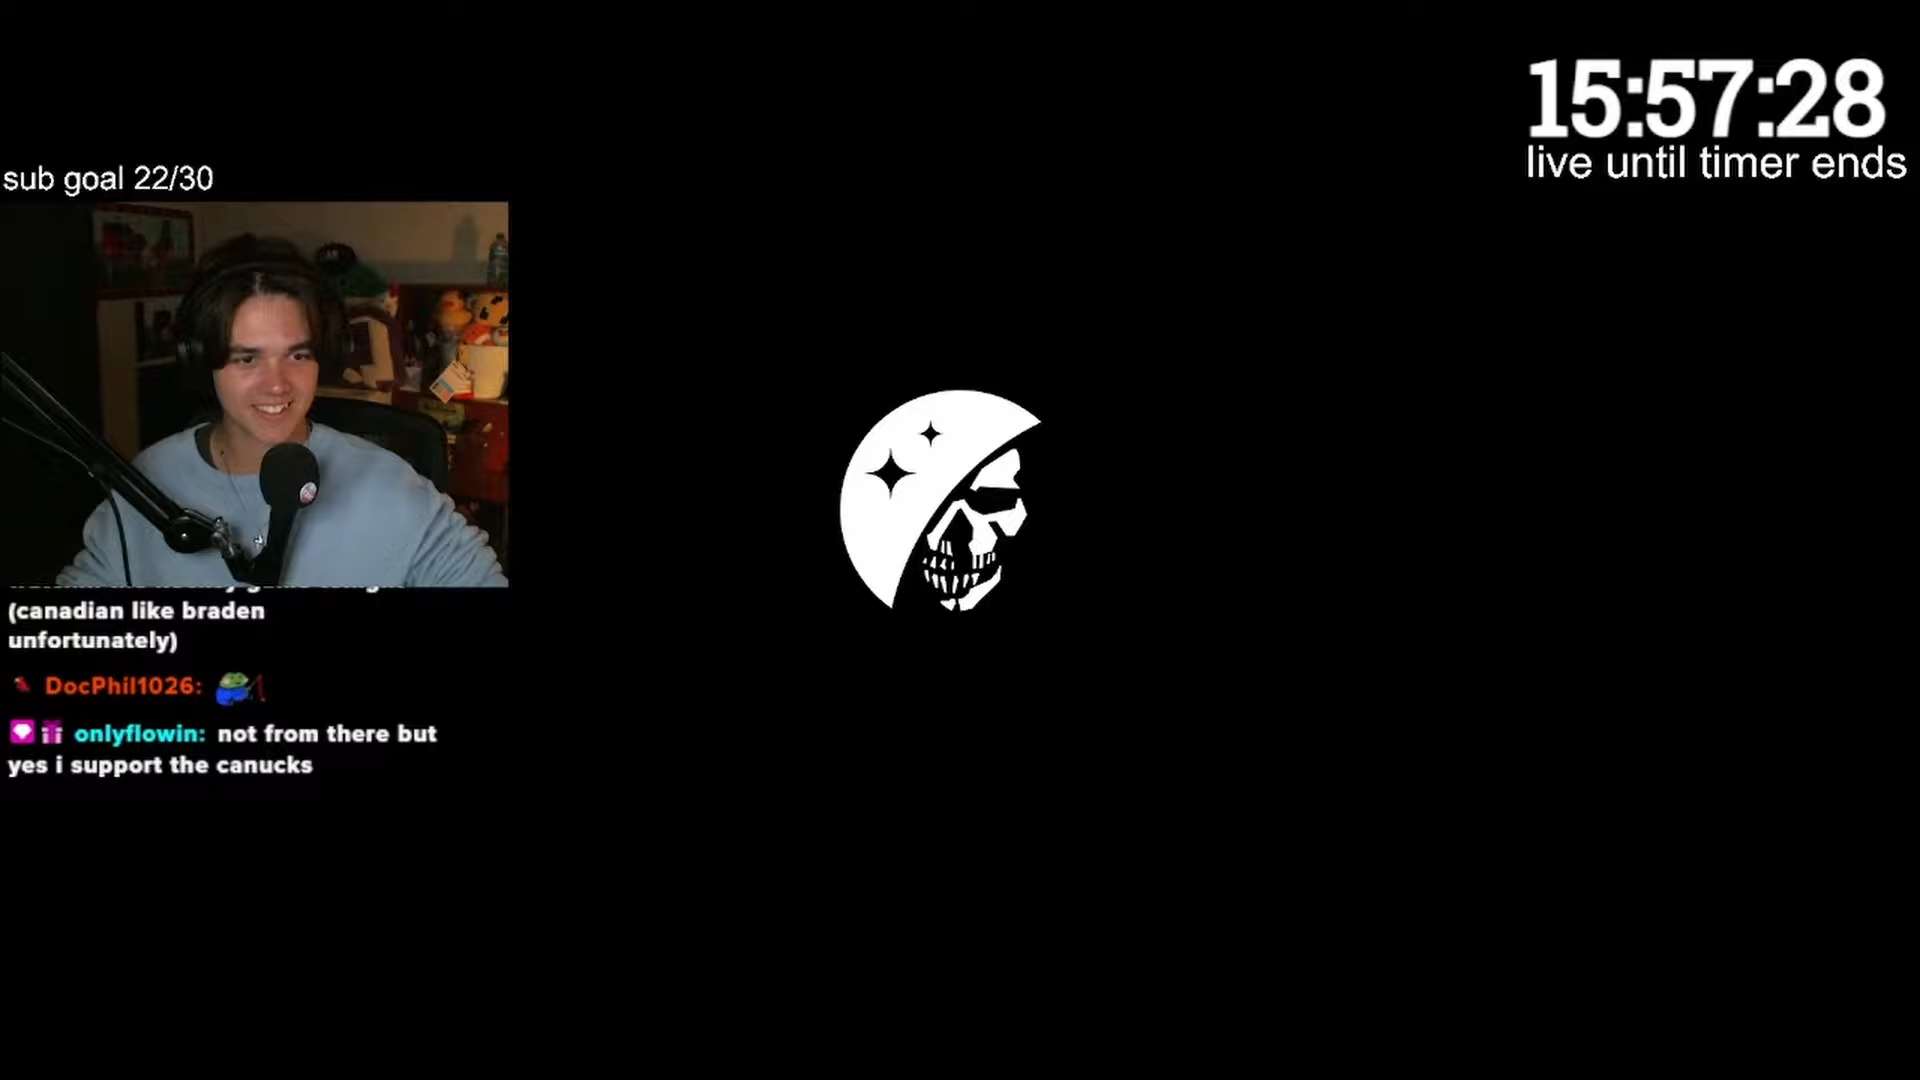 15:57:28
live until timer ends
sub goal 22/30
(canadian like braden
unfortunately)
DocPhil1026:
onlyflowin: not from there but
yes i support the canucks